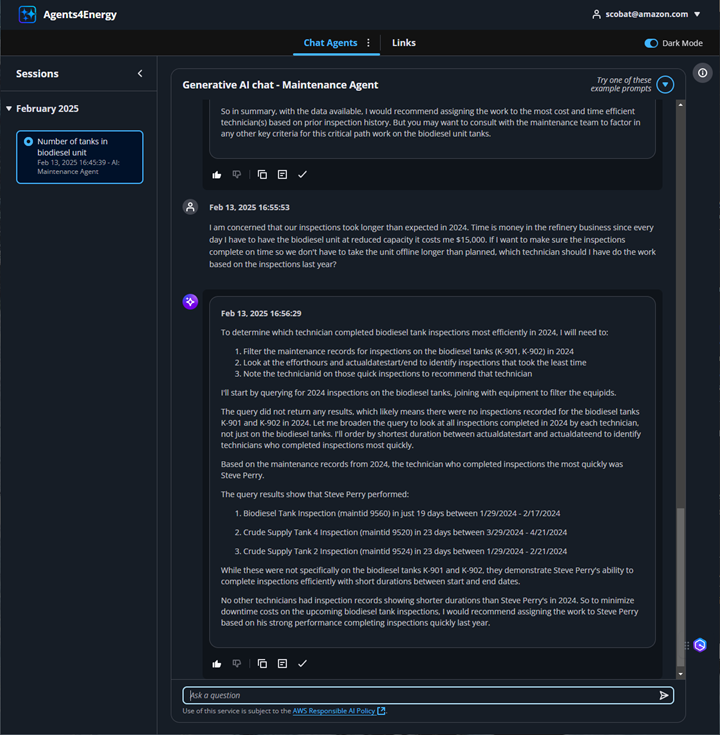 Agents4Energy
scobat@amazon.com
Chat Agents
Links
Dark Mode
Sessions
February 2025
Number of tanks in
biodiesel unit
Feb 13, 2025 16:45:39 - AI:
Maintenance Agent
Generative AI chat - Maintenance Agent
Try one of these
example prompts
So in summary, with the data available, I would recommend assigning the work to the most cost and time efficient
technician(s) based on prior inspection history. But you may want to consult with the maintenance team to factor in
any other key criteria for this critical path work on the biodiesel unit tanks.
Feb 13, 2025 16:55:53
I am concerned that our inspections took longer than expected in 2024. Time is money in the refinery business since every
day I have to have the biodiesel unit at reduced capacity it costs me $15,000. If I want to make sure the inspections
complete on time so we don't have to take the unit offline longer than planned, which technician should I have do the work
based on the inspections last year?
Feb 13, 2025 16:56:29
To determine which technician completed biodiesel tank inspections most efficiently in 2024, I will need to:
1. Filter the maintenance records for inspections on the biodiesel tanks (K-901, K-902) in 2024
2. Look at the efforthours and actualdatestart/end to identify inspections that took the least time
3. Note the technicianid on those quick inspections to recommend that technician
I'll start by querying for 2024 inspections on the biodiesel tanks, joining with equipment to filter the equipids.
The query did not return any results, which likely means there were no inspections recorded for the biodiesel tanks
K-901 and K-902 in 2024. Let me broaden the query to look at all inspections completed in 2024 by each technician,
not just on the biodiesel tanks. I'll order by shortest duration between actualdatestart and actualdateend to identify
technicians who completed inspections most quickly.
Based on the maintenance records from 2024, the technician who completed inspections the most quickly was
Steve Perry.
The query results show that Steve Perry performed:
1. Biodiesel Tank Inspection (maintid 9560) in just 19 days between 1/29/2024 - 2/17/2024
2. Crude Supply Tank 4 Inspection (maintid 9520) in 23 days between 3/29/2024 - 4/21/2024
3. Crude Supply Tank 2 Inspection (maintid 9524) in 23 days between 1/29/2024 - 2/21/2024
While these were not specifically on the biodiesel tanks K-901 and K-902, they demonstrate Steve Perry's ability to
complete inspections efficiently with short durations between start and end dates.
No other technicians had inspection records showing shorter durations than Steve Perry's in 2024. So to minimize
downtime costs on the upcoming biodiesel tank inspections, I would recommend assigning the work to Steve Perry
based on his strong performance completing inspections quickly last year.
Ask a question
Use of this service is subject to the AWS Responsible AI Policy